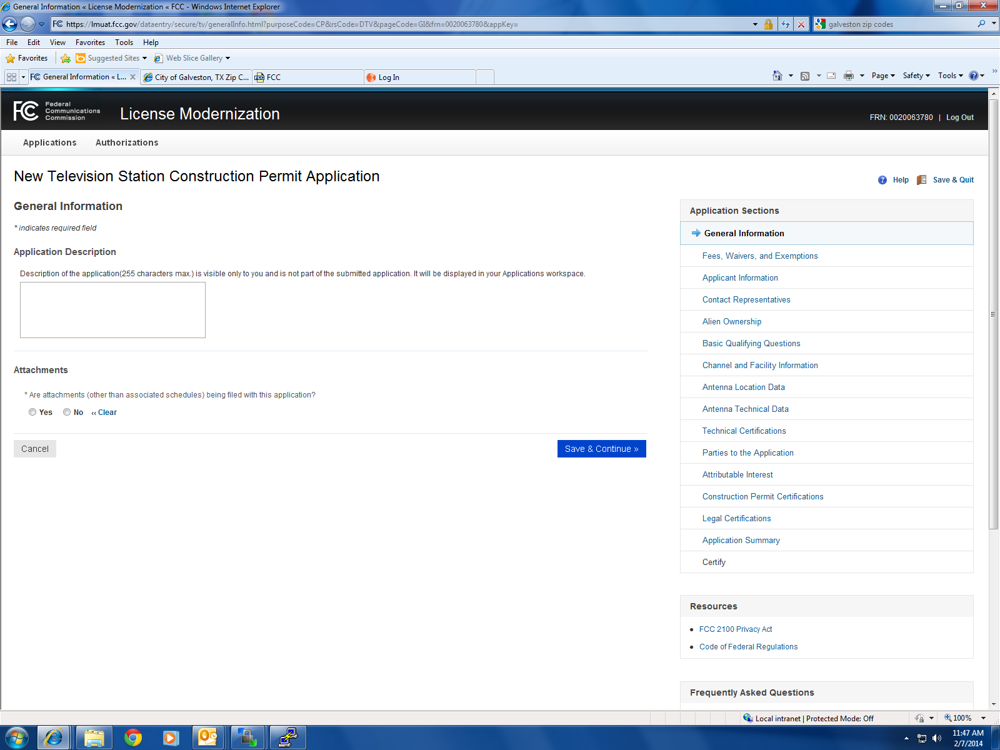 General Information « License Modernization « FCC - Windows Internet Explorer
https://lmuat.fcc.gov/dataentry/secure/tv/generalInfo.html?purposeCode=CP&rsCode=DTV&pageCode=GI&frn=0020063780&appKey=
galveston zip codes
File Edit View Favorites Tools Help
Favorites Suggested Sites Web Slice Gallery
FC General Information « L... City of Galveston, TX Zip C... FCC Log In
Page Safety Tools
FC Federal Communications Commission
License Modernization
FRN: 0020063780 | Log Out
Applications Authorizations
New Television Station Construction Permit Application
Help Save & Quit
General Information
* indicates required field
Application Description
Description of the application(255 characters max.) is visible only to you and is not part of the submitted application. It will be displayed in your Applications workspace.
Attachments
* Are attachments (other than associated schedules) being filed with this application?
Yes No ‹‹ Clear
Cancel
Save & Continue »
Application Sections
General Information
Fees, Waivers, and Exemptions
Applicant Information
Contact Representatives
Alien Ownership
Basic Qualifying Questions
Channel and Facility Information
Antenna Location Data
Antenna Technical Data
Technical Certifications
Parties to the Application
Attributable Interest
Construction Permit Certifications
Legal Certifications
Application Summary
Certify
Resources
• FCC 2100 Privacy Act
• Code of Federal Regulations
Frequently Asked Questions
Local intranet | Protected Mode: Off
100%
11:47 AM
2/7/2014